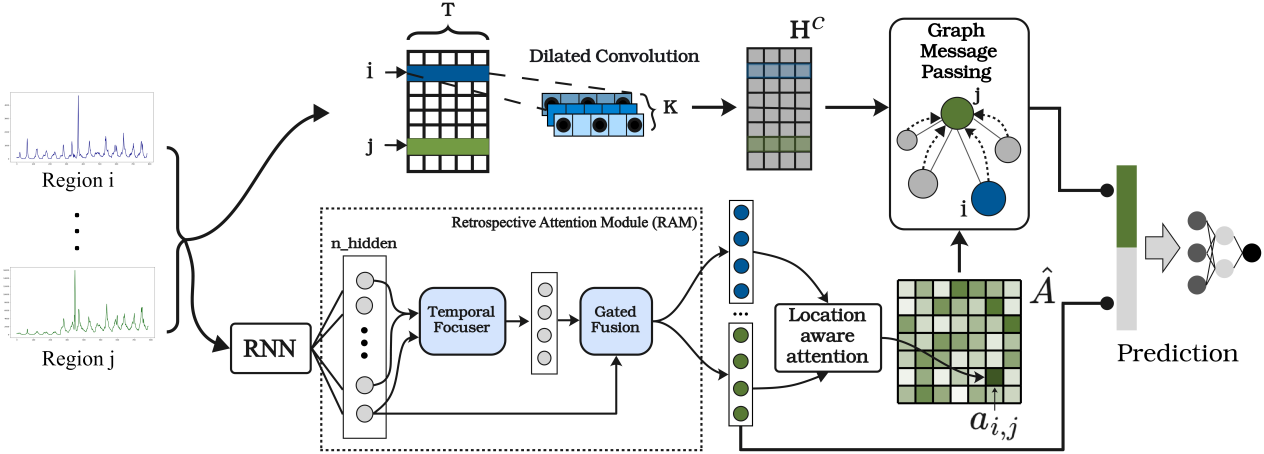 T
i
j
Dilated Convolution
K
H^C
Graph
Message
Passing
j
i
Region i
Region j
Retrospective Attention Module (RAM)
n_hidden
RNN
Temporal
Focuser
Gated
Fusion
...
Location
aware
attention
Â
a_{i,j}
Prediction